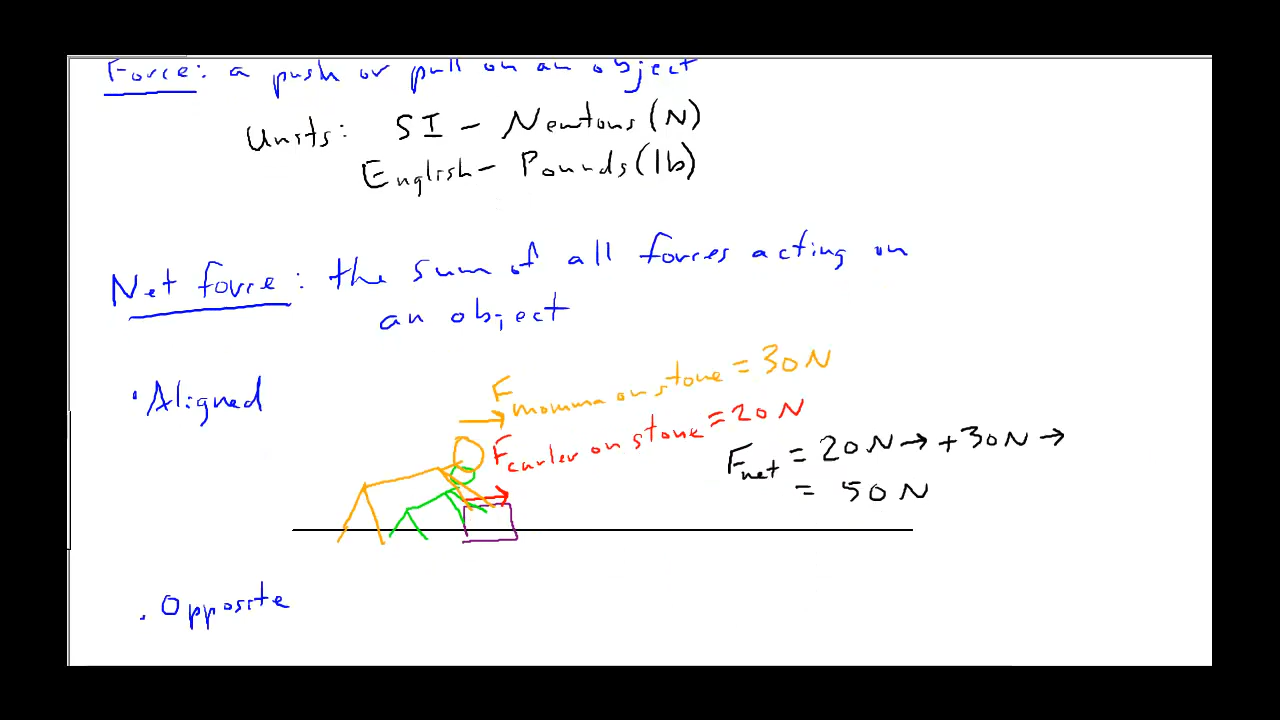 Force: a push or pull on an object
Units: SI - Newtons (N)
English - Pounds (lb)
Net force: the sum of all forces acting on
an object
• Aligned
F momma on stone = 30 N
F curler on stone = 20 N
F net = 20 N → + 30 N →
= 50 N
• Opposite